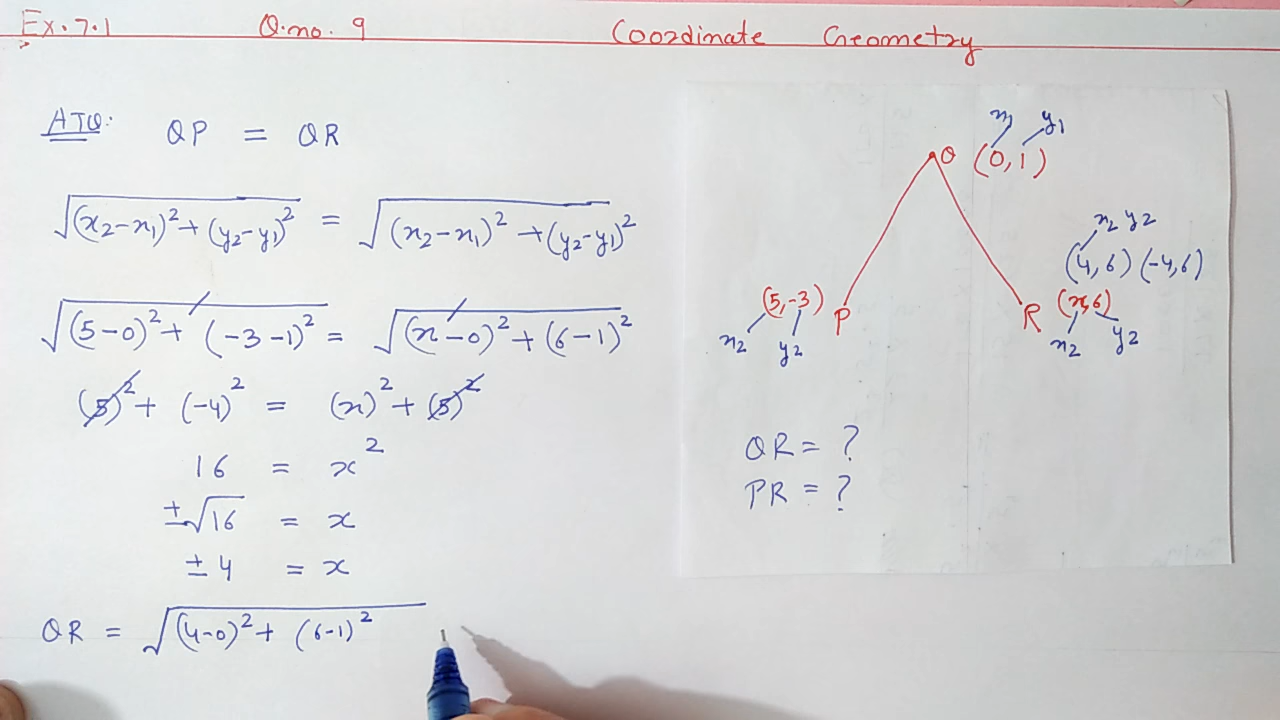 Ex. 7.1 Q.no. 9 Coordinate Geometry
ATQ: QP = QR
√(x₂-x₁)²+(y₂-y₁)² = √(x₂-x₁)²+(y₂-y₁)²
√(5-0)²+(-3-1)² = √(x-0)²+(6-1)²
(5)²+(-4)² = (x)²+(5)²
16 = x²
±√16 = x
±4 = x
QR = √(4-0)²+(6-1)²
x₁ y₁
Q (0,1)
x₂ y₂
(4,6) (-4,6)
(5,-3) P
R (x,6)
x₂ y₂
x₂ y₂
QR = ?
PR = ?